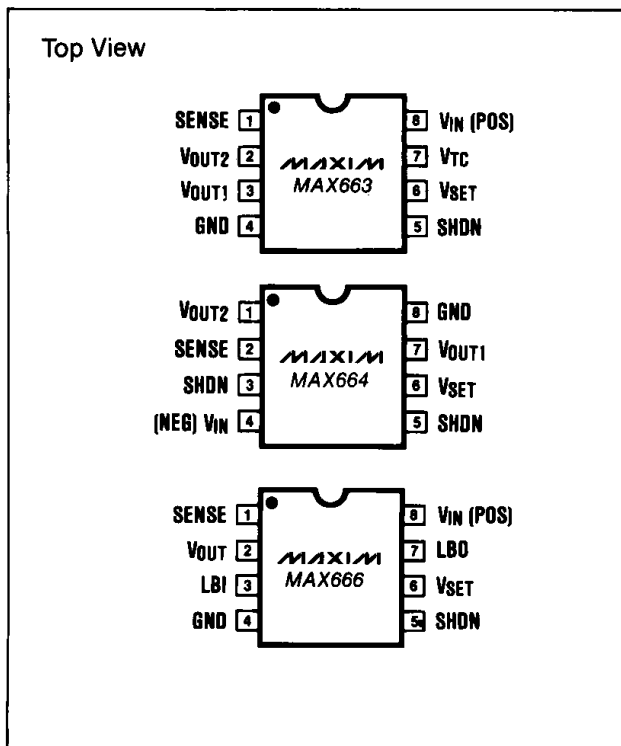 Top View
SENSE 1 8 VIN (POS)
VOUT2 2 7 VTC
VOUT1 3 6 VSET
GND 4 5 SHDN
MAXIM
MAX663
VOUT2 1 8 GND
SENSE 2 7 VOUT1
SHDN 3 6 VSET
(NEG) VIN 4 5 SHDN
MAXIM
MAX664
SENSE 1 8 VIN (POS)
VOUT 2 7 LBO
LBI 3 6 VSET
GND 4 5 SHDN
MAXIM
MAX666